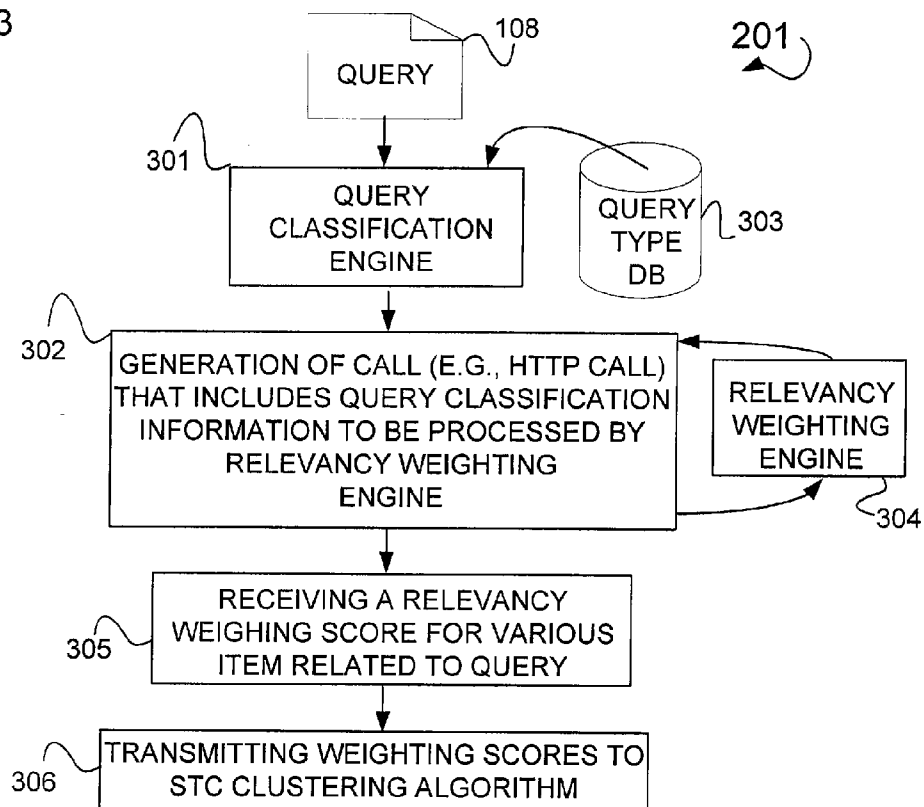 3
108
201
QUERY
301
QUERY
CLASSIFICATION
ENGINE
QUERY
TYPE
DB
303
302
GENERATION OF CALL (E.G., HTTP CALL)
THAT INCLUDES QUERY CLASSIFICATION
INFORMATION TO BE PROCESSED BY
RELEVANCY WEIGHTING
ENGINE
RELEVANCY
WEIGHTING
ENGINE
304
RECEIVING A RELEVANCY
WEIGHING SCORE FOR VARIOUS
ITEM RELATED TO QUERY
305
TRANSMITTING WEIGHTING SCORES TO
STC CLUSTERING ALGORITHM
306